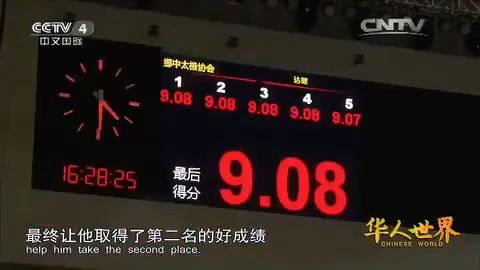 CCTV 4
中文国际
CNTV
邯中太极协会 达德
1 2 3 4 5
9.08 9.08 9.08 9.08 9.07
16:28:25
最后
得分
9.08
华人世界
CHINESE WORLD
最终让他取得了第二名的好成绩
help him take the second place.